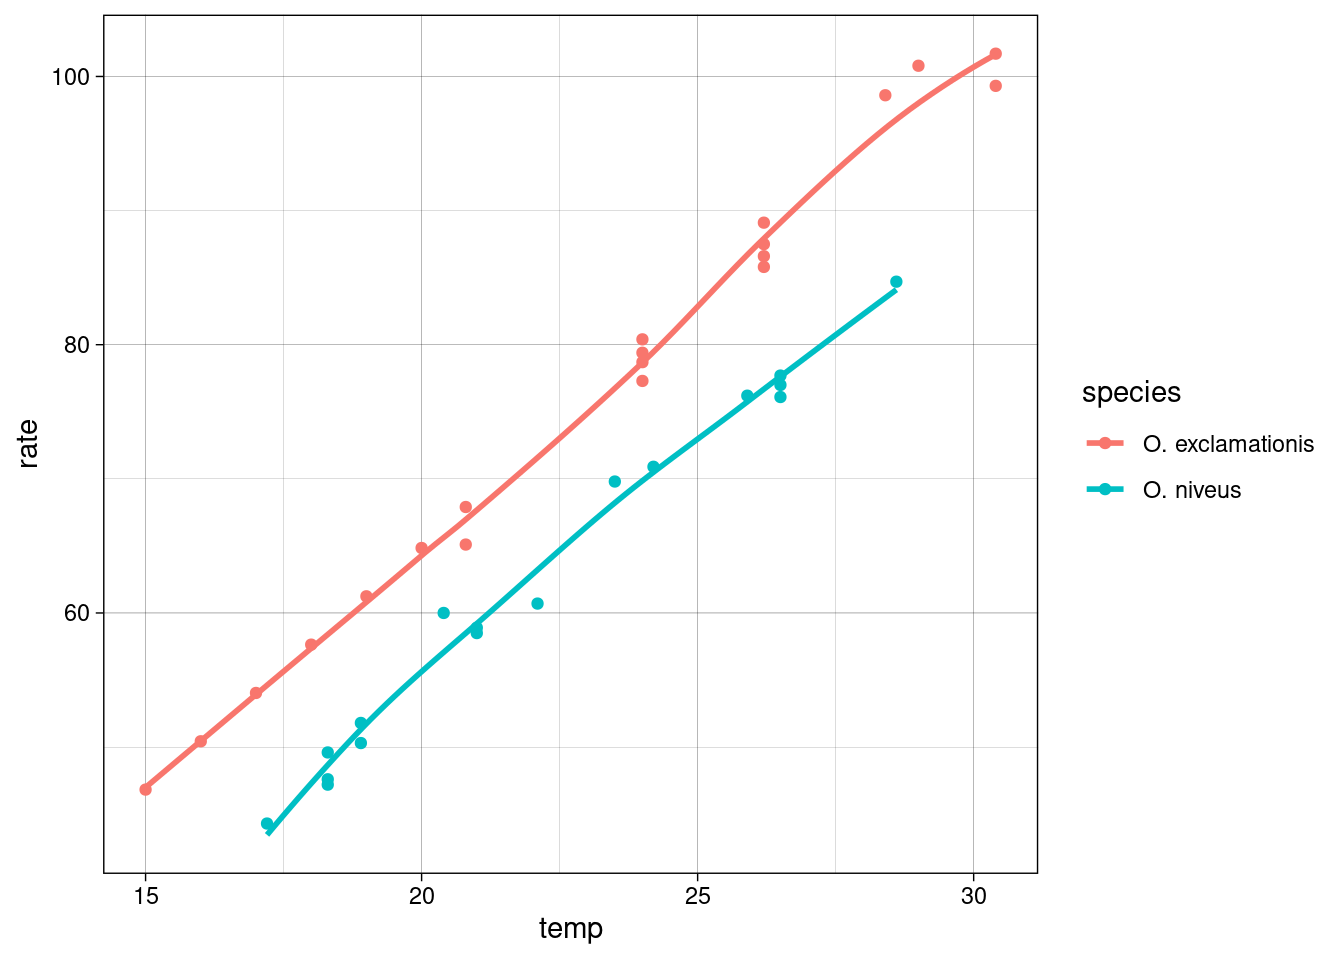 100
80
60
rate
15
20
25
30
temp
species
O. exclamationis
O. niveus